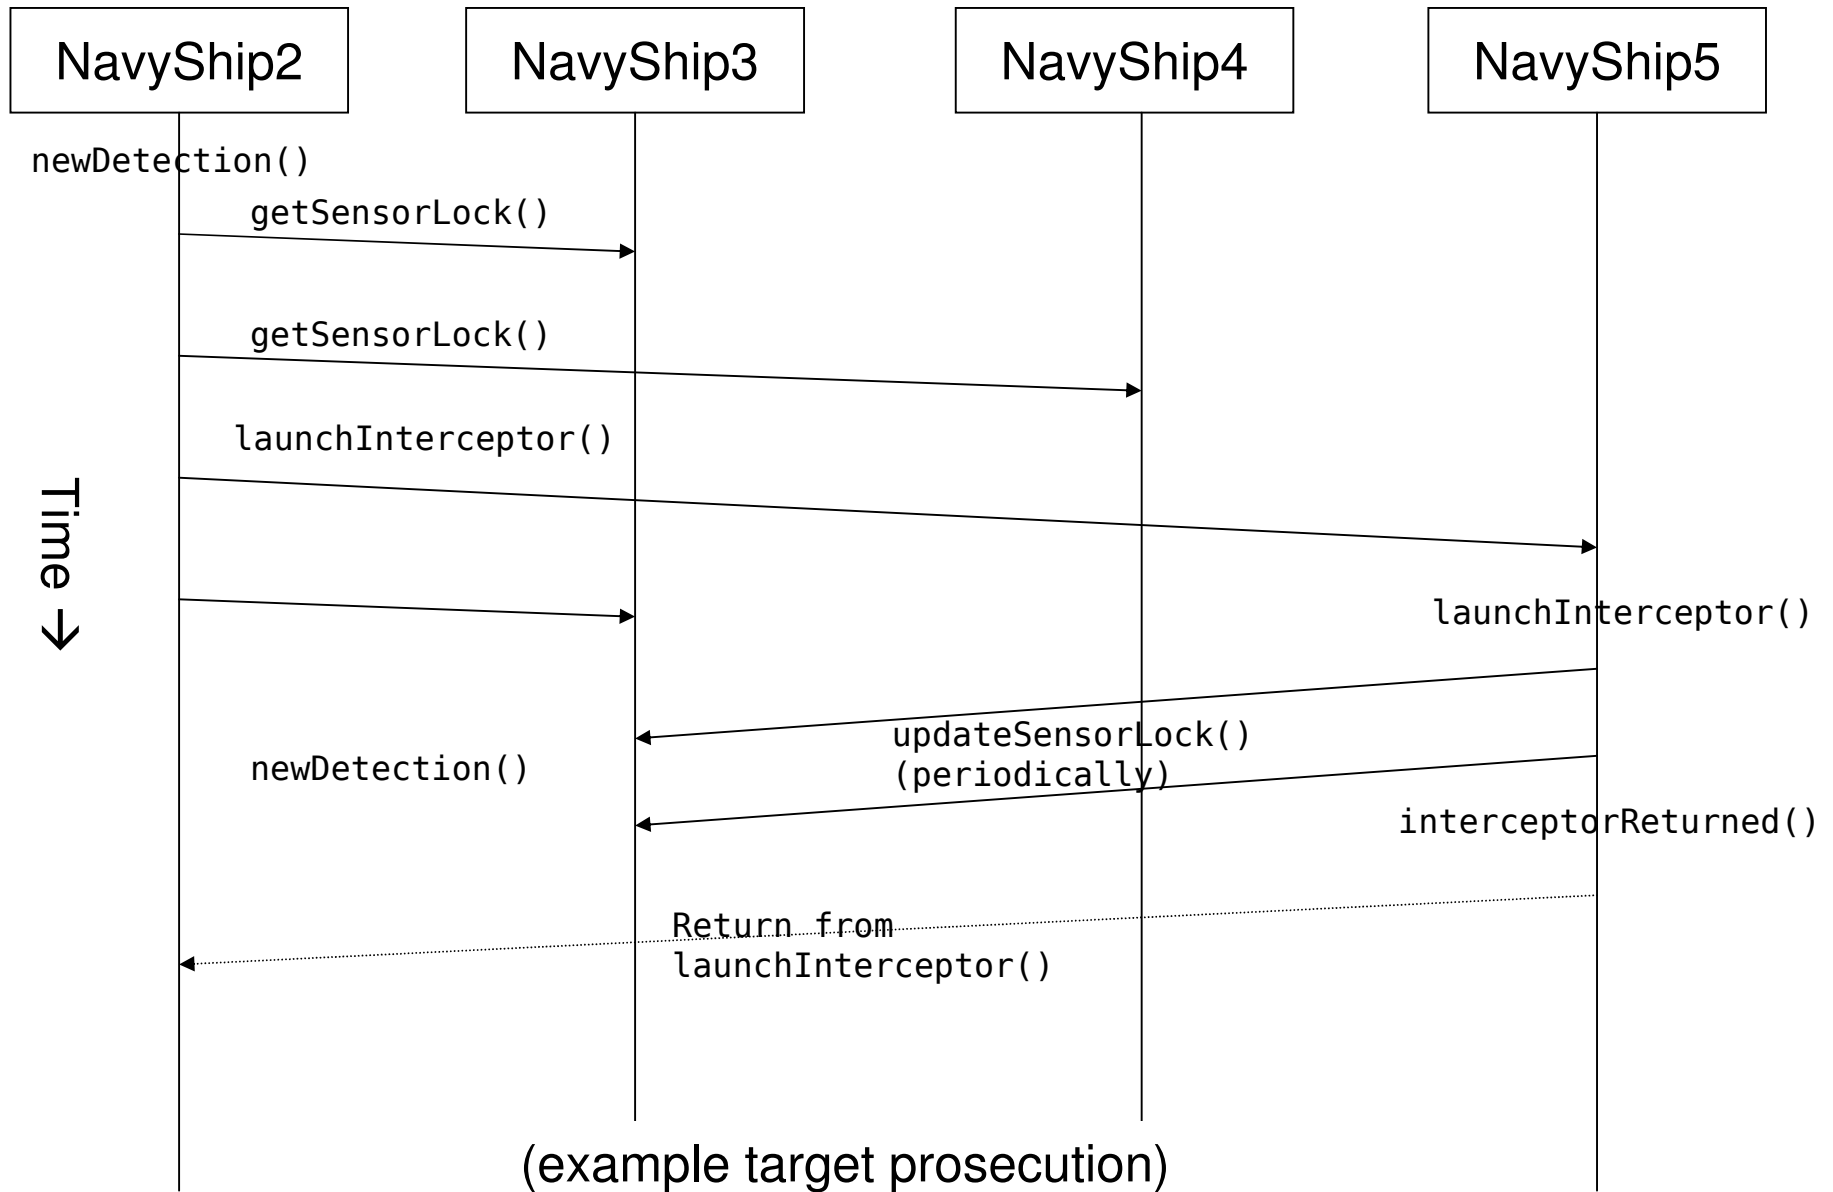 NavyShip2
NavyShip3
NavyShip4
NavyShip5
newDetection()
getSensorLock()
getSensorLock()
launchInterceptor()
Time →
launchInterceptor()
updateSensorLock()
(periodically)
newDetection()
interceptorReturned()
Return from
launchInterceptor()
(example target prosecution)